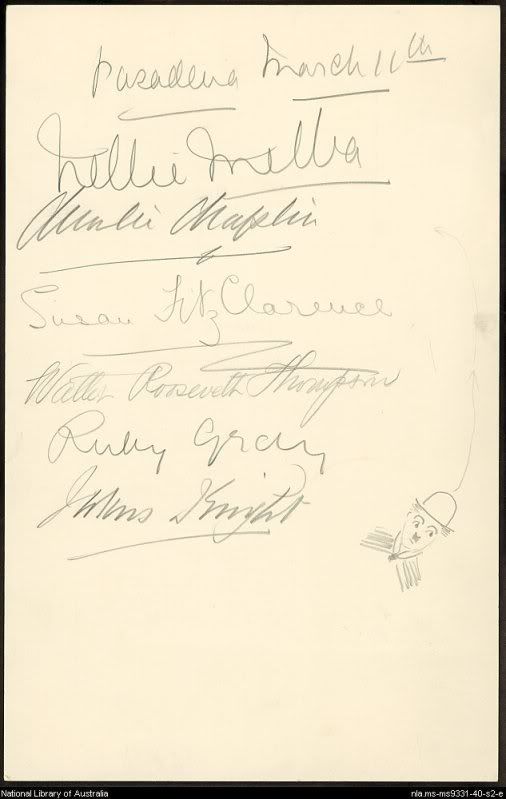 Pasadena March 11th
Nellie Melba
Charlie Chaplin
Susan FitzClarence
Walter Roosevelt Thompson
Ruby Gray
Knight
National Library of Australia
nla.ms-ms9331-40-s2-e